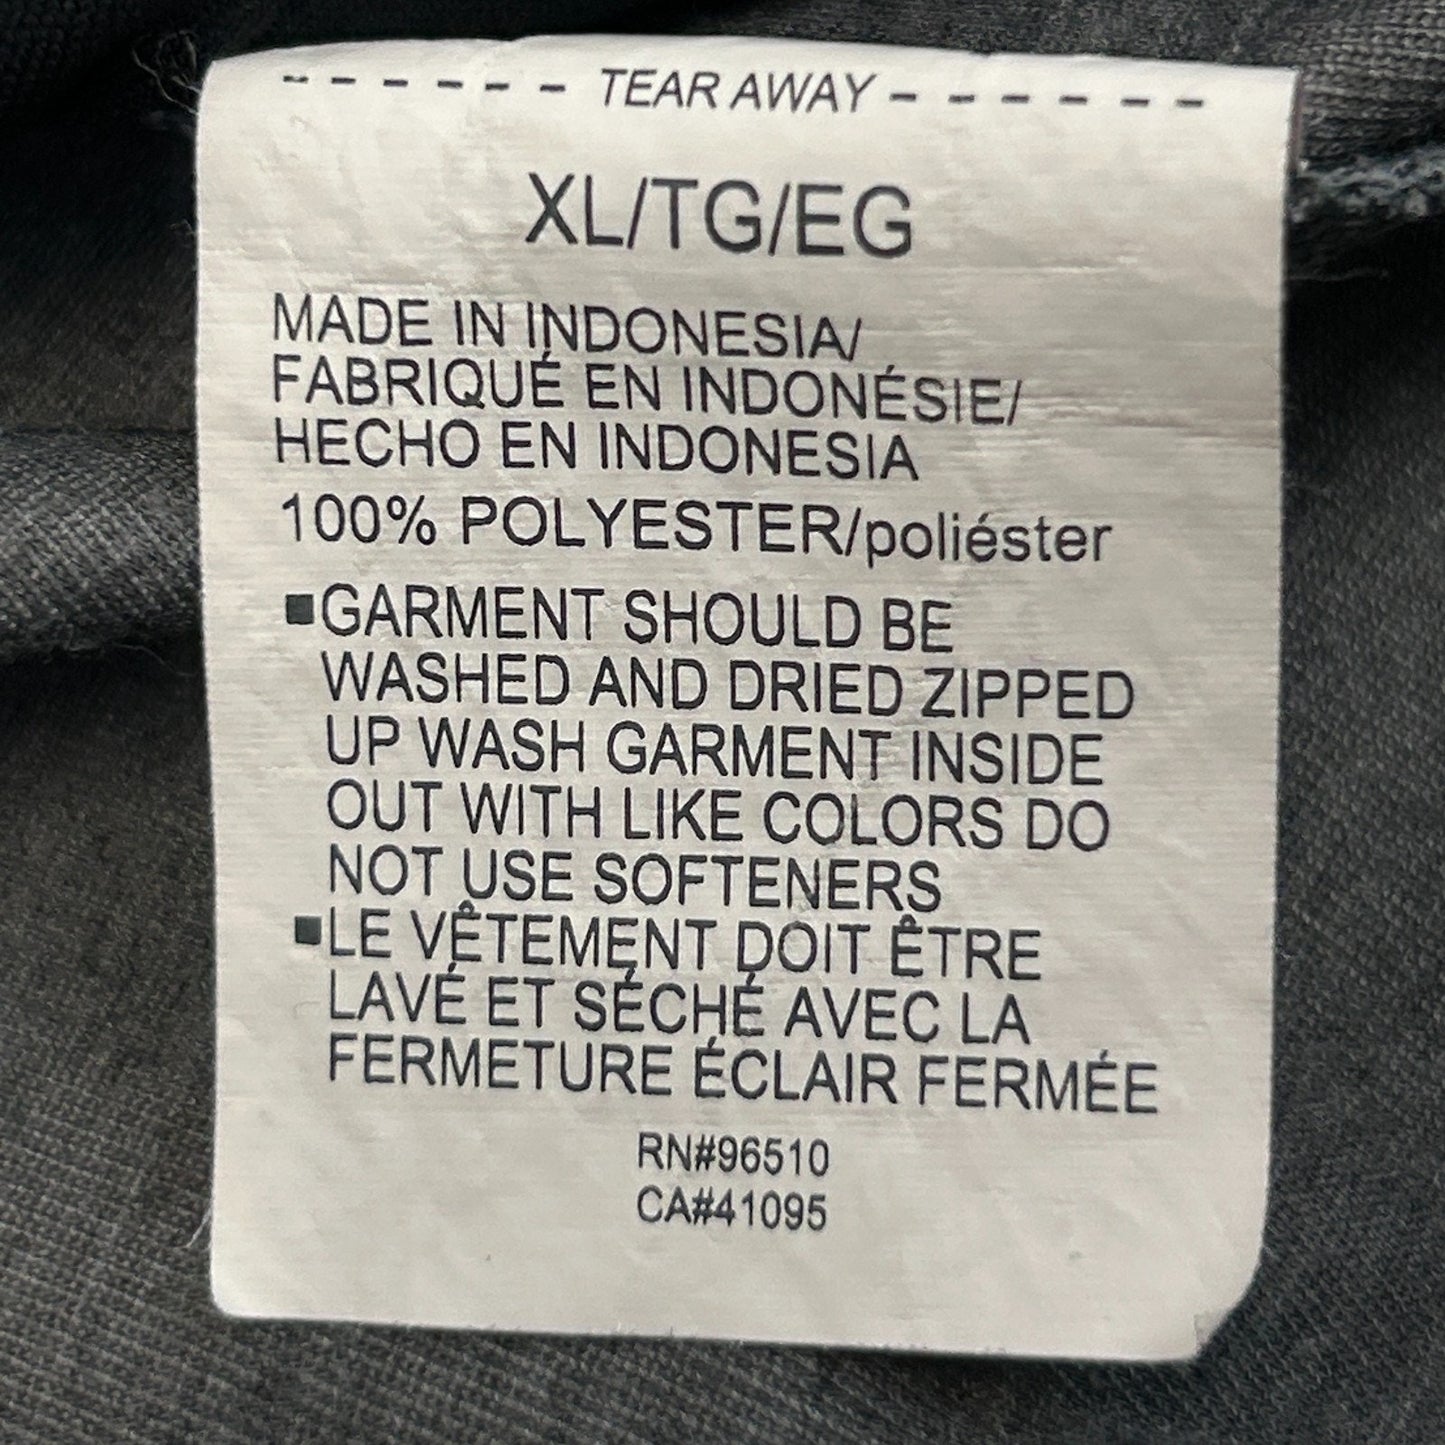 - - - - - - TEAR AWAY - - - - - -
XL/TG/EG
MADE IN INDONESIA/
FABRIQUÉ EN INDONÉSIE/
HECHO EN INDONESIA
100% POLYESTER/poliéster
▪GARMENT SHOULD BE
WASHED AND DRIED ZIPPED
UP WASH GARMENT INSIDE
OUT WITH LIKE COLORS DO
NOT USE SOFTENERS
▪LE VÊTEMENT DOIT ÊTRE
LAVÉ ET SÉCHÉ AVEC LA
FERMETURE ÉCLAIR FERMÉE
RN#96510
CA#41095